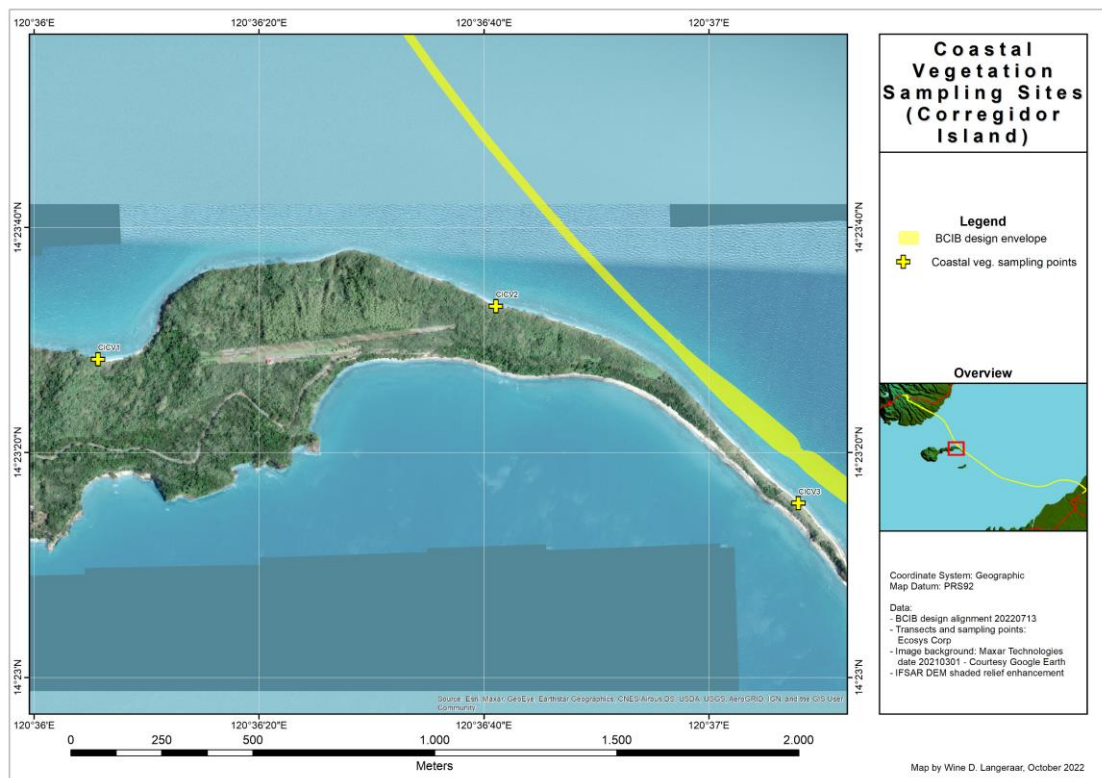 120°36'E
120°36'20"E
120°36'40"E
120°37'E
14°23'40"N
14°23'40"N
14°23'20"N
14°23'20"N
14°23'N
14°23'N
CICV1
CICV2
CICV3
Source: Esri, Maxar, GeoEye, Earthstar Geographics, CNES/Airbus DS, USDA, USGS, AeroGRID, IGN, and the GIS User
Community
120°36'E
120°36'20"E
120°36'40"E
120°37'E
0
250
500
1.000
1.500
2.000
Meters
Coastal
Vegetation
Sampling Sites
(Corregidor
Island)
Legend
BCIB design envelope
Coastal veg. sampling points
Overview
Coordinate System: Geographic
Map Datum: PRS92
Data:
- BCIB design alignment 20220713
- Transects and sampling points:
Ecosys Corp
- Image background: Maxar Technologies
date 20210301 - Courtesy Google Earth
- IFSAR DEM shaded relief enhancement
Map by Wine D. Langeraar, October 2022